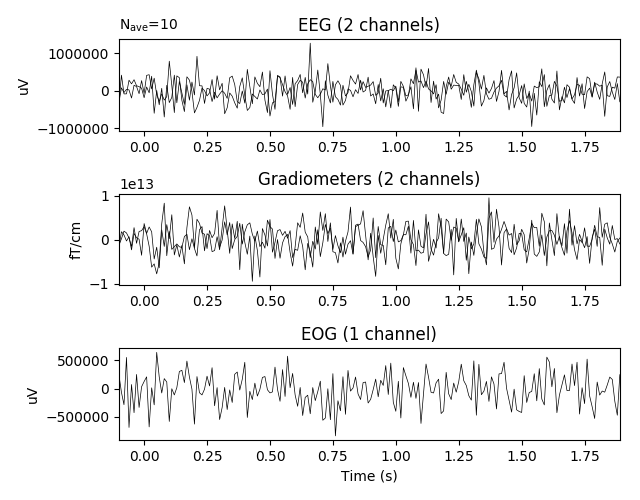 N_ave=10
EEG (2 channels)
1000000
0
−1000000
uV
0.00 0.25 0.50 0.75 1.00 1.25 1.50 1.75
1e13
Gradiometers (2 channels)
1
0
−1
fT/cm
0.00 0.25 0.50 0.75 1.00 1.25 1.50 1.75
EOG (1 channel)
500000
0
−500000
uV
0.00 0.25 0.50 0.75 1.00 1.25 1.50 1.75
Time (s)